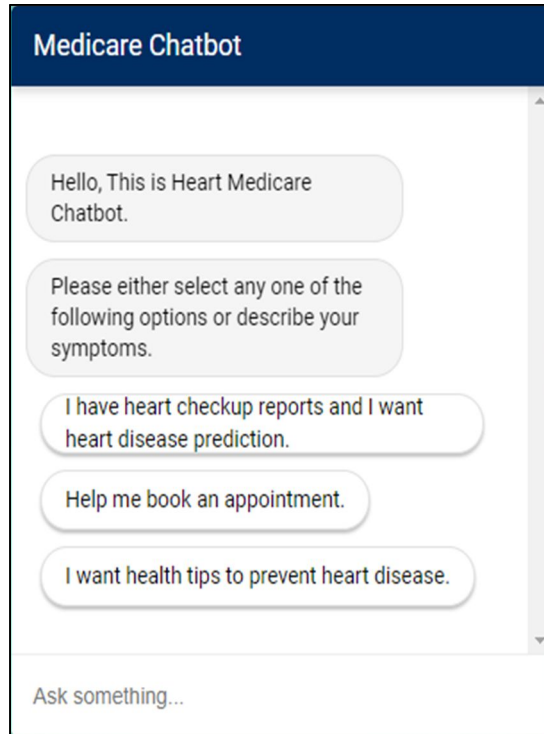 Medicare Chatbot
Hello, This is Heart Medicare
Chatbot.
Please either select any one of the
following options or describe your
symptoms.
I have heart checkup reports and I want
heart disease prediction.
Help me book an appointment.
I want health tips to prevent heart disease.
Ask something...